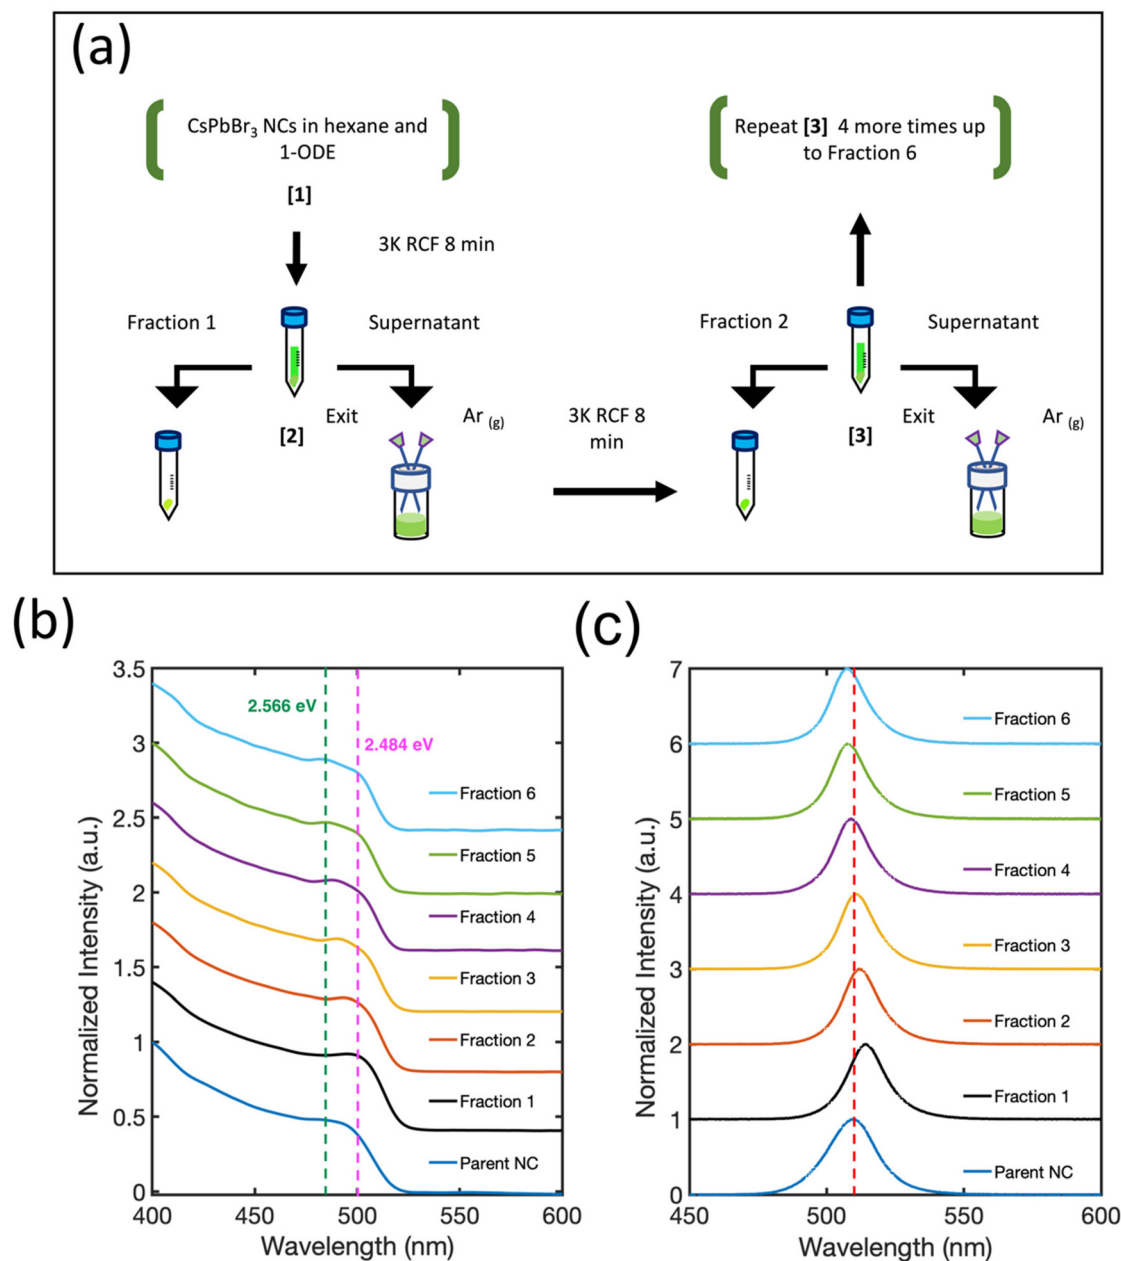 (a)
CsPbBr3 NCs in hexane and
1-ODE
[1]
3K RCF 8 min
Fraction 1
Supernatant
[2]
Exit
Ar (g)
3K RCF 8
min
Repeat [3] 4 more times up
to Fraction 6
Fraction 2
Supernatant
[3]
Exit
Ar (g)
(b)
3.5
3
2.5
2
1.5
1
0.5
0
Normalized Intensity (a.u.)
2.566 eV
2.484 eV
Fraction 6
Fraction 5
Fraction 4
Fraction 3
Fraction 2
Fraction 1
Parent NC
400 450 500 550 600
Wavelength (nm)
(c)
7
6
5
4
3
2
1
0
Normalized Intensity (a.u.)
Fraction 6
Fraction 5
Fraction 4
Fraction 3
Fraction 2
Fraction 1
Parent NC
450 500 550 600
Wavelength (nm)